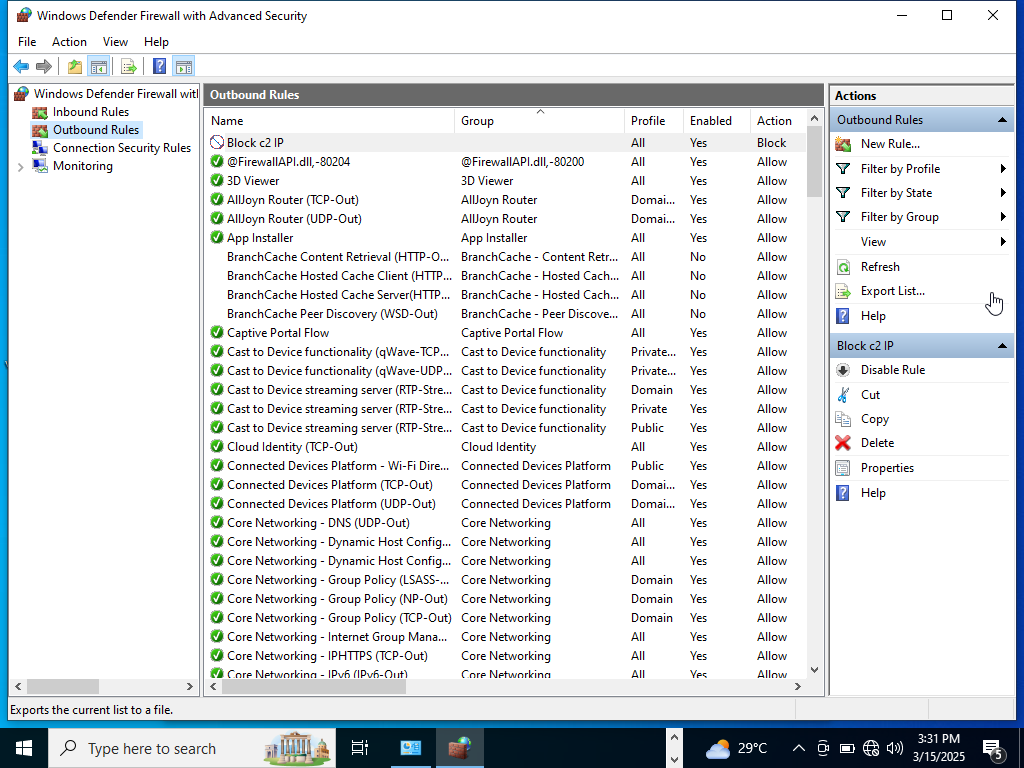 Windows Defender Firewall with Advanced Security
File Action View Help
Windows Defender Firewall wit
Inbound Rules
Outbound Rules
Connection Security Rules
Monitoring
Outbound Rules
Name Group Profile Enabled Action
Block c2 IP All Yes Block
@FirewallAPI.dll,-80204 @FirewallAPI.dll,-80200 All Yes Allow
3D Viewer 3D Viewer All Yes Allow
AllJoyn Router (TCP-Out) AllJoyn Router Domai... Yes Allow
AllJoyn Router (UDP-Out) AllJoyn Router Domai... Yes Allow
App Installer App Installer All Yes Allow
BranchCache Content Retrieval (HTTP-O... BranchCache - Content Retr... All No Allow
BranchCache Hosted Cache Client (HTTP... BranchCache - Hosted Cach... All No Allow
BranchCache Hosted Cache Server(HTTP... BranchCache - Hosted Cach... All No Allow
BranchCache Peer Discovery (WSD-Out) BranchCache - Peer Discove... All No Allow
Captive Portal Flow Captive Portal Flow All Yes Allow
Cast to Device functionality (qWave-TCP... Cast to Device functionality Private... Yes Allow
Cast to Device functionality (qWave-UDP... Cast to Device functionality Private... Yes Allow
Cast to Device streaming server (RTP-Stre... Cast to Device functionality Domain Yes Allow
Cast to Device streaming server (RTP-Stre... Cast to Device functionality Private Yes Allow
Cast to Device streaming server (RTP-Stre... Cast to Device functionality Public Yes Allow
Cloud Identity (TCP-Out) Cloud Identity All Yes Allow
Connected Devices Platform - Wi-Fi Dire... Connected Devices Platform Public Yes Allow
Connected Devices Platform (TCP-Out) Connected Devices Platform Domai... Yes Allow
Connected Devices Platform (UDP-Out) Connected Devices Platform Domai... Yes Allow
Core Networking - DNS (UDP-Out) Core Networking All Yes Allow
Core Networking - Dynamic Host Config... Core Networking All Yes Allow
Core Networking - Dynamic Host Config... Core Networking All Yes Allow
Core Networking - Group Policy (LSASS-... Core Networking Domain Yes Allow
Core Networking - Group Policy (NP-Out) Core Networking Domain Yes Allow
Core Networking - Group Policy (TCP-Out) Core Networking Domain Yes Allow
Core Networking - Internet Group Mana... Core Networking All Yes Allow
Core Networking - IPHTTPS (TCP-Out) Core Networking All Yes Allow
Core Networking - IPv6 (IPv6-Out) Core Networking All Yes Allow
Actions
Outbound Rules
New Rule...
Filter by Profile
Filter by State
Filter by Group
View
Refresh
Export List...
Help
Block c2 IP
Disable Rule
Cut
Copy
Delete
Properties
Help
Exports the current list to a file.
Type here to search
29°C
3:31 PM
3/15/2025
5